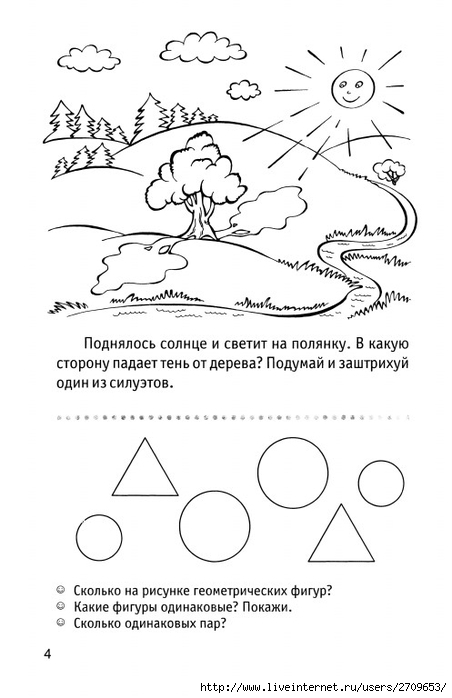 Поднялось солнце и светит на полянку. В какую
сторону падает тень от дерева? Подумай и заштрихуй
один из силуэтов.
Сколько на рисунке геометрических фигур?
Какие фигуры одинаковые? Покажи.
Сколько одинаковых пар?
4
http://www.liveinternet.ru/users/2709653/